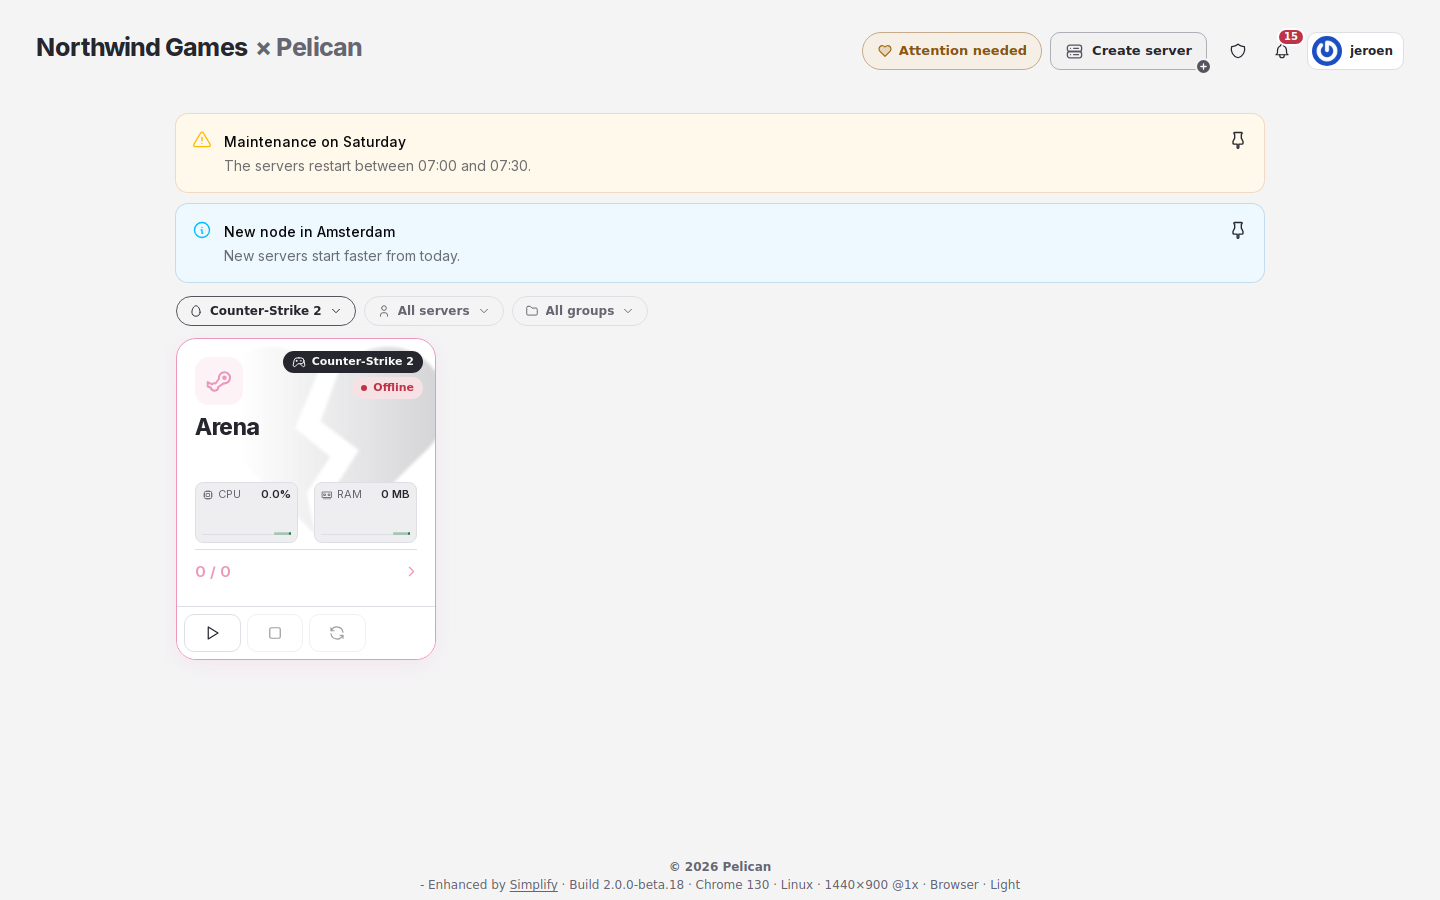 Northwind Games × Pelican
Attention needed
Create server
15
jeroen
Maintenance on Saturday
The servers restart between 07:00 and 07:30.
New node in Amsterdam
New servers start faster from today.
Counter-Strike 2
All servers
All groups
Counter-Strike 2
Offline
Arena
CPU 0.0%
RAM 0 MB
0 / 0
© 2026 Pelican
- Enhanced by Simplify · Build 2.0.0-beta.18 · Chrome 130 · Linux · 1440×900 @1x · Browser · Light